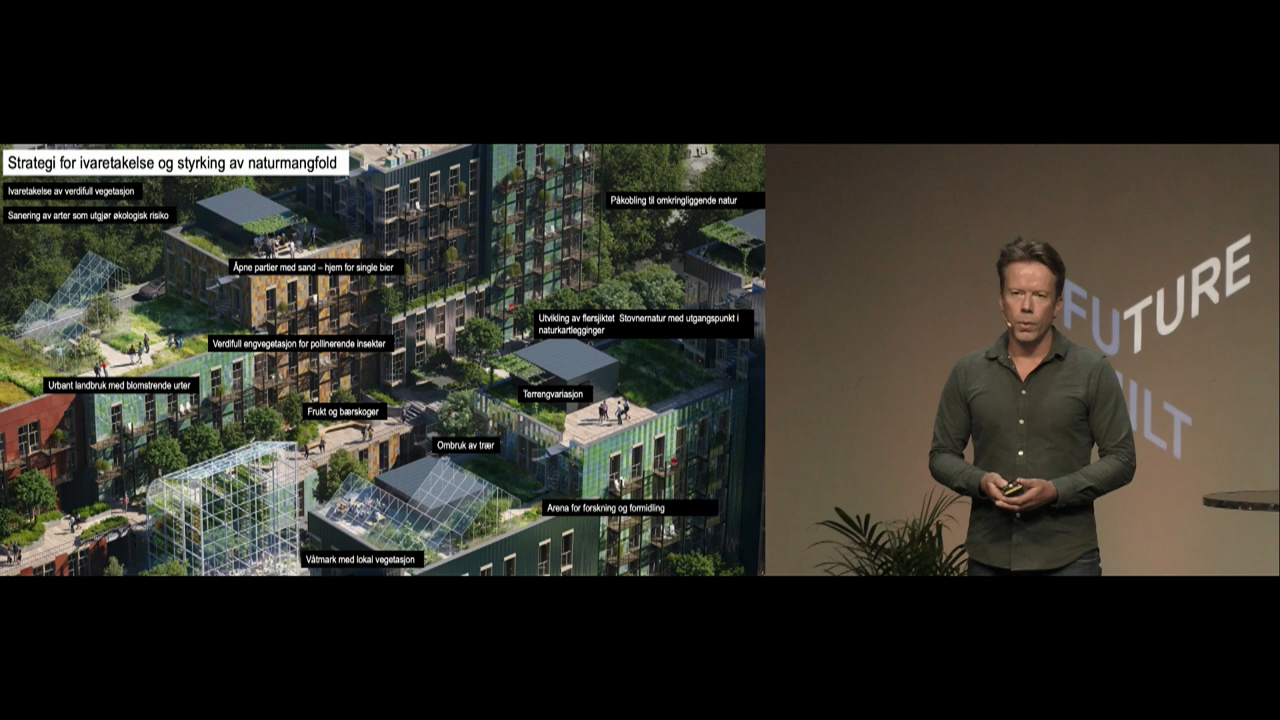 Strategi for ivaretakelse og styrking av naturmangfold
Ivaretakelse av verdifull vegetasjon
Sanering av arter som utgjør økologisk risiko
Påkobling til omkringliggende natur
Åpne partier med sand – hjem for single bier
Utvikling av flersjiktet Stovnernatur med utgangspunkt i
naturkartlegginger
Verdifull engvegetasjon for pollinerende insekter
Urbant landbruk med blomstrende urter
Terrengvariasjon
Frukt og bærskoger
Ombruk av trær
Arena for forskning og formidling
Våtmark med lokal vegetasjon
FUTURE